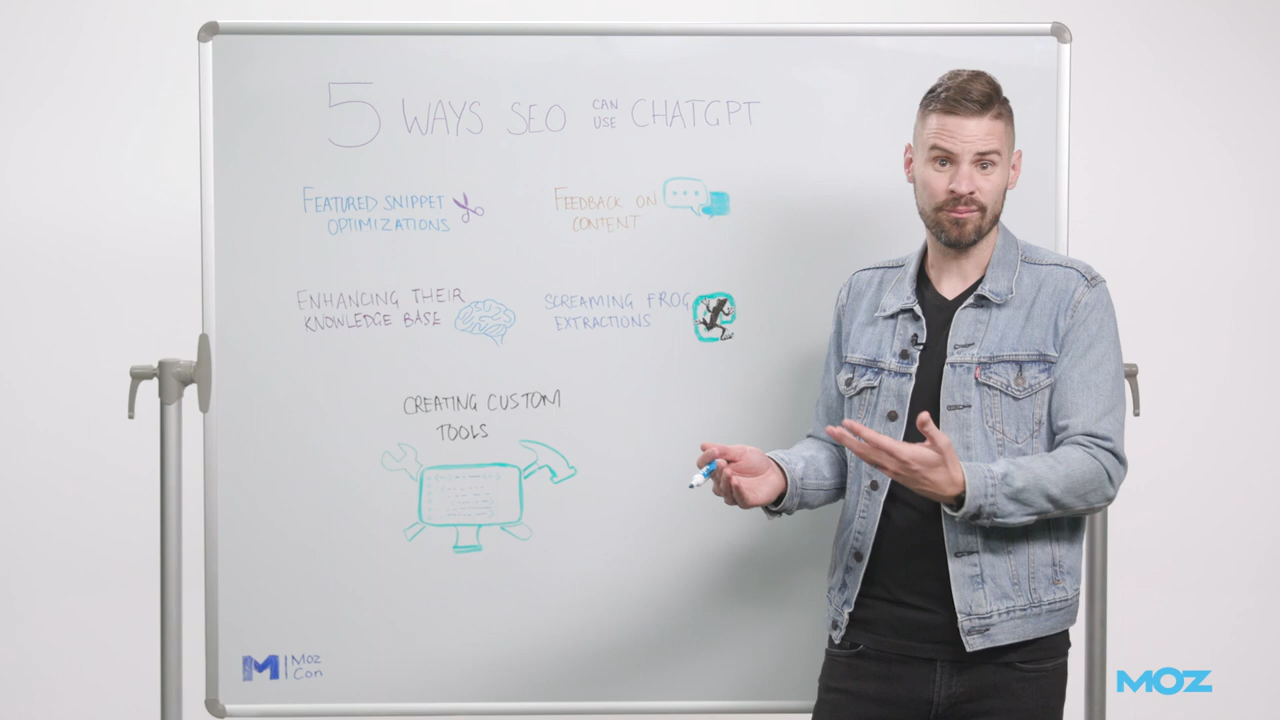 5 WAYS SEO CAN USE CHATGPT
FEATURED SNIPPET
OPTIMIZATIONS
FEEDBACK ON
CONTENT
ENHANCING THEIR
KNOWLEDGE BASE
SCREAMING FROG
EXTRACTIONS
CREATING CUSTOM
TOOLS
M | Moz
Con
MOZ